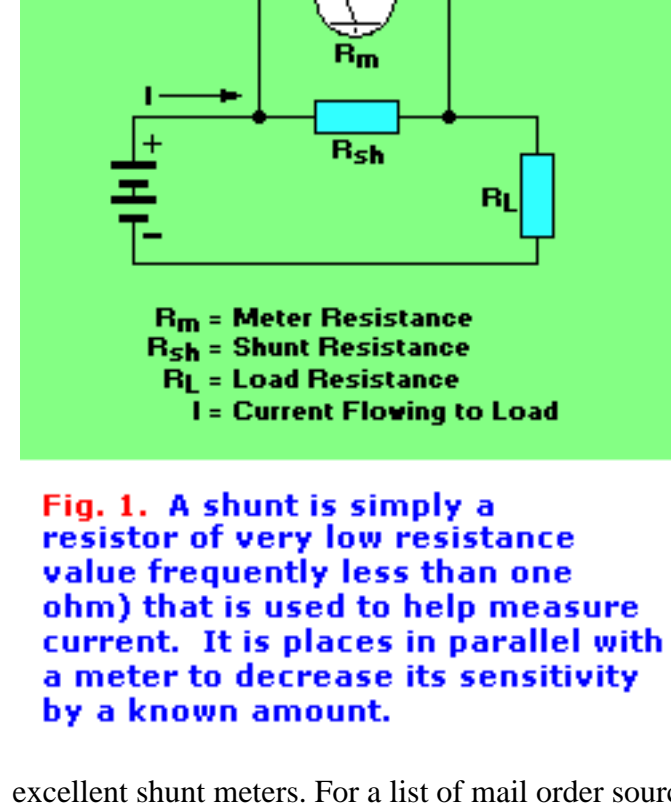 Rm
I
+
Rsh
RL
−
Rm = Meter Resistance
Rsh = Shunt Resistance
RL = Load Resistance
I = Current Flowing to Load
Fig. 1. A shunt is simply a
resistor of very low resistance
value frequently less than one
ohm) that is used to help measure
current. It is places in parallel with
a meter to decrease its sensitivity
by a known amount.
excellent shunt meters. For a list of mail order sour